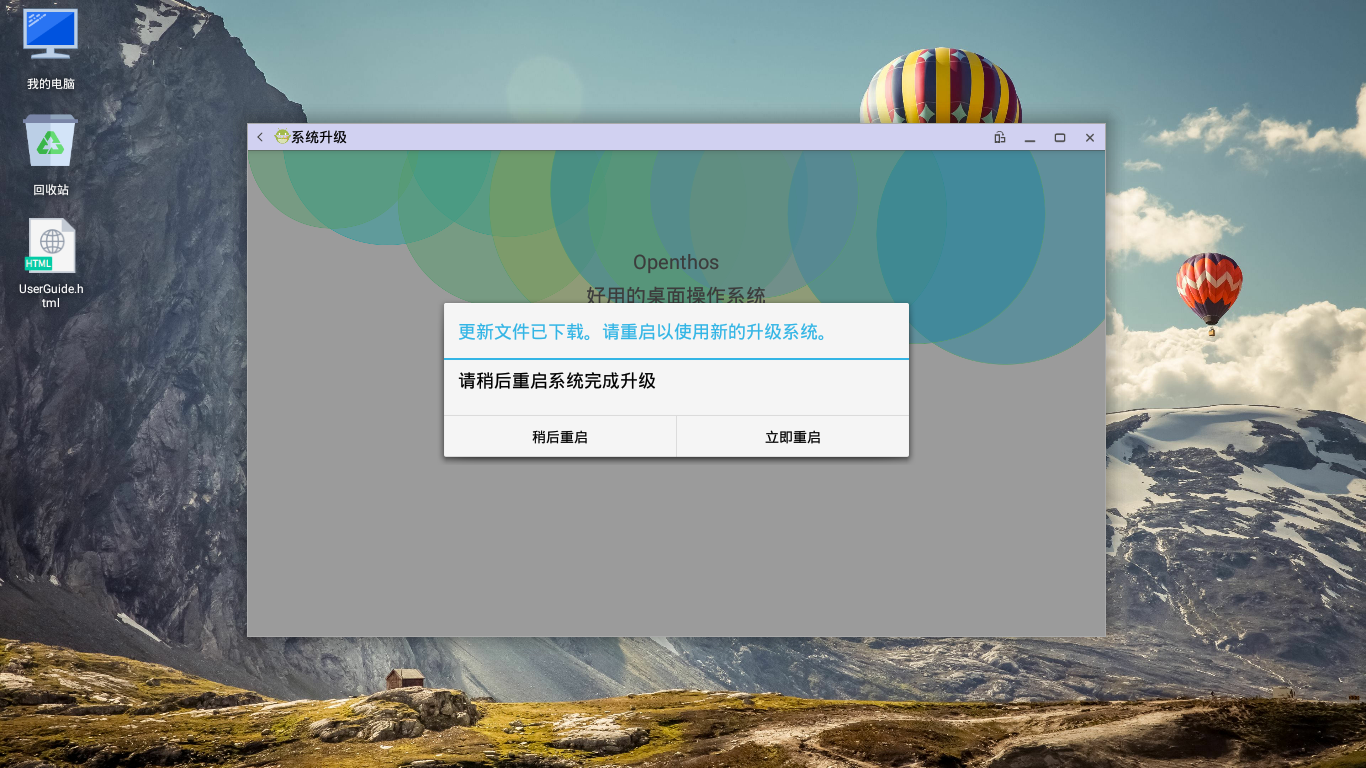 我的电脑
回收站
HTML
UserGuide.h
tml
系统升级
Openthos
好用的桌面操作系统
更新文件已下载。请重启以使用新的升级系统。
请稍后重启系统完成升级
稍后重启
立即重启